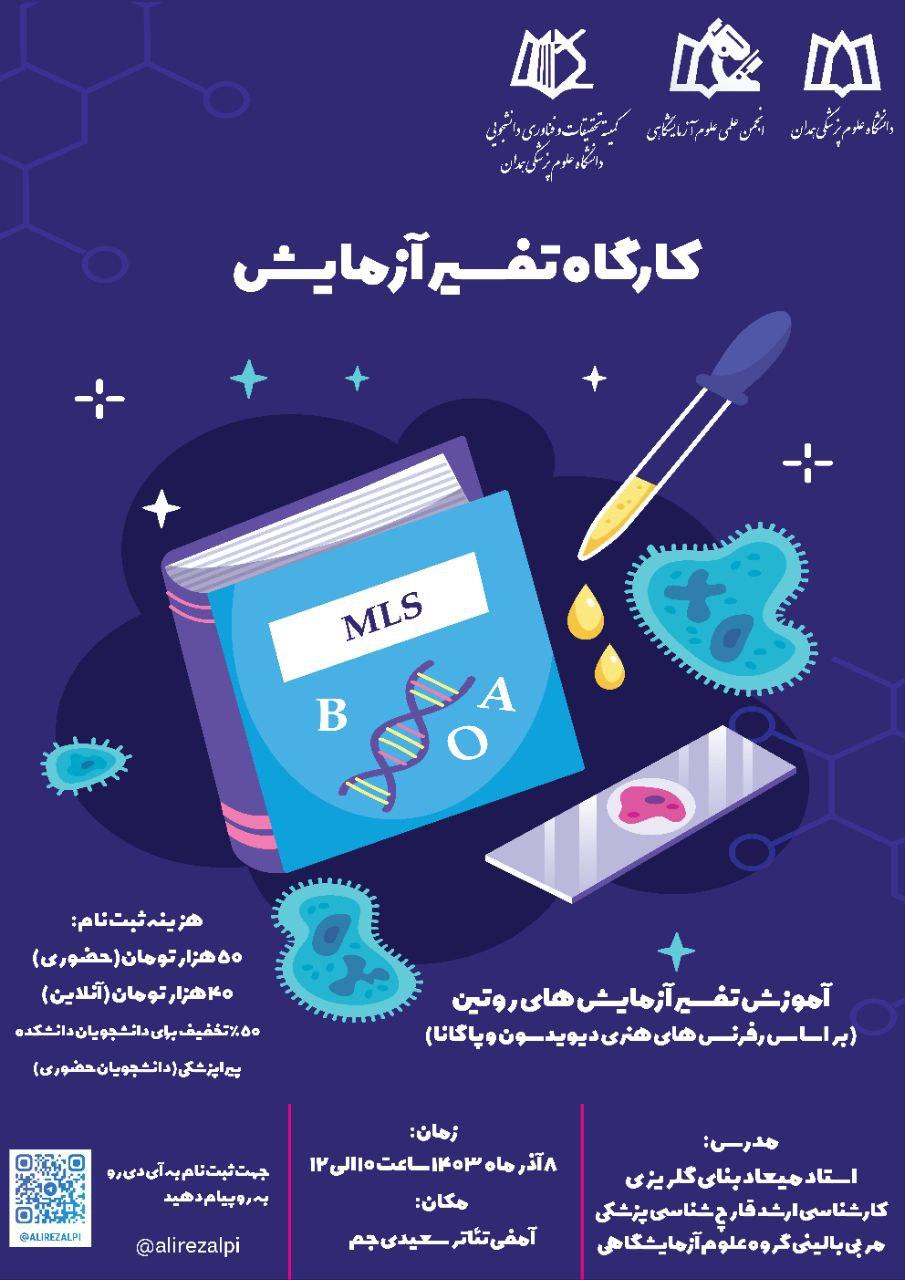 دانشگاه علوم پزشکی همدان
انجمن علمی علوم آزمایشگاهی
کمیته تحقیقات و فناوری دانشجویی
دانشگاه علوم پزشکی همدان
کارگاه تفسیر آزمایش
MLS
B
A
O
آموزش تفسیر آزمایش های روتین
(بر اساس رفرنس های هنری دیویدسون و پاگانا)
هزینه ثبت نام:
۵۰ هزار تومان (حضوری)
۴۰ هزار تومان (آنلاین)
۵۰٪ تخفیف برای دانشجویان دانشکده
پیراپزشکی (دانشجویان حضوری)
مدرس:
استاد میعاد بنای گلریزی
کارشناسی ارشد قارچ شناسی پزشکی
مربی بالینی گروه علوم آزمایشگاهی
زمان:
۸ آذر ماه ۱۴۰۳ ساعت ۱۰ الی ۱۲
مکان:
آمفی تئاتر سعیدی جم
جهت ثبت نام به آی دی رو
به رو پیام دهید
@alirezalpi
@ALIREZALPI